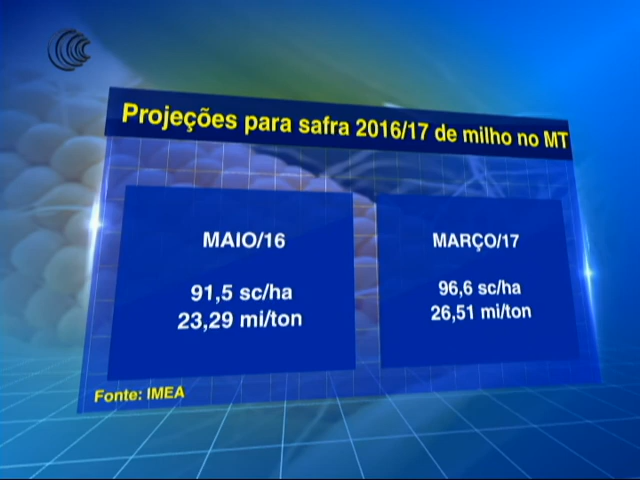 Projeções para safra 2016/17 de milho no MT
MAIO/16
91,5 sc/ha
23,29 mi/ton
MARÇO/17
96,6 sc/ha
26,51 mi/ton
Fonte: IMEA